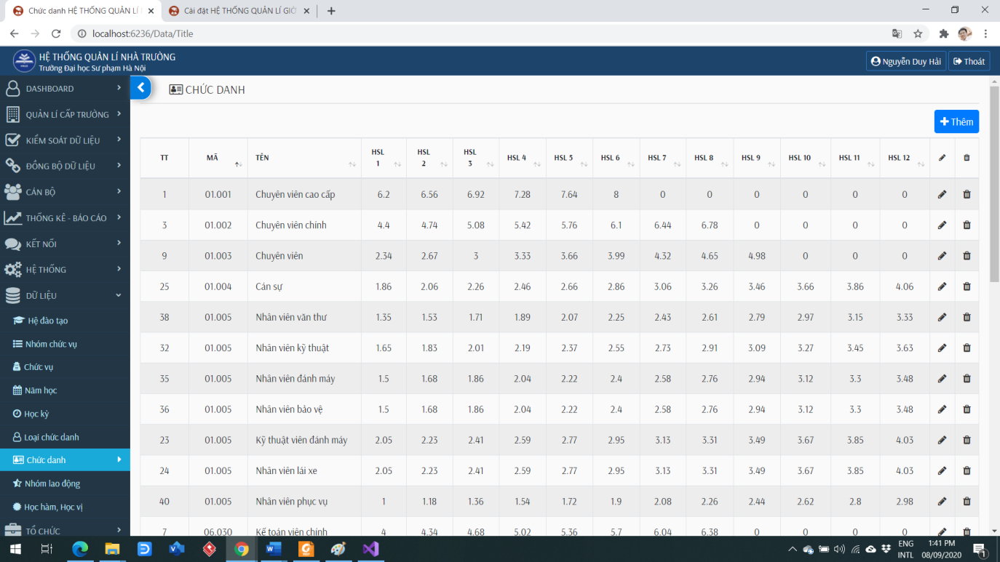 Chức danh HỆ THỐNG QUẢN LÍ
Cài đặt HỆ THỐNG QUẢN LÍ GIỜ
localhost:6236/Data/Title
HỆ THỐNG QUẢN LÍ NHÀ TRƯỜNG
Trường Đại học Sư phạm Hà Nội
Nguyễn Duy Hải
Thoát
DASHBOARD
QUẢN LÍ CẤP TRƯỜNG
KIỂM SOÁT DỮ LIỆU
ĐỒNG BỘ DỮ LIỆU
CÁN BỘ
THỐNG KÊ - BÁO CÁO
KẾT NỐI
HỆ THỐNG
DỮ LIỆU
Hệ đào tạo
Nhóm chức vụ
Chức vụ
Năm học
Học kỳ
Loại chức danh
Chức danh
Nhóm lao động
Học hàm, Học vị
TỔ CHỨC
CHỨC DANH
Thêm
TT MÃ TÊN HSL 1 HSL 2 HSL 3 HSL 4 HSL 5 HSL 6 HSL 7 HSL 8 HSL 9 HSL 10 HSL 11 HSL 12
1 01.001 Chuyên viên cao cấp 6.2 6.56 6.92 7.28 7.64 8 0 0 0 0 0 0
3 01.002 Chuyên viên chính 4.4 4.74 5.08 5.42 5.76 6.1 6.44 6.78 0 0 0 0
9 01.003 Chuyên viên 2.34 2.67 3 3.33 3.66 3.99 4.32 4.65 4.98 0 0 0
25 01.004 Cán sự 1.86 2.06 2.26 2.46 2.66 2.86 3.06 3.26 3.46 3.66 3.86 4.06
38 01.005 Nhân viên văn thư 1.35 1.53 1.71 1.89 2.07 2.25 2.43 2.61 2.79 2.97 3.15 3.33
32 01.005 Nhân viên kỹ thuật 1.65 1.83 2.01 2.19 2.37 2.55 2.73 2.91 3.09 3.27 3.45 3.63
35 01.005 Nhân viên đánh máy 1.5 1.68 1.86 2.04 2.22 2.4 2.58 2.76 2.94 3.12 3.3 3.48
36 01.005 Nhân viên bảo vệ 1.5 1.68 1.86 2.04 2.22 2.4 2.58 2.76 2.94 3.12 3.3 3.48
23 01.005 Kỹ thuật viên đánh máy 2.05 2.23 2.41 2.59 2.77 2.95 3.13 3.31 3.49 3.67 3.85 4.03
24 01.005 Nhân viên lái xe 2.05 2.23 2.41 2.59 2.77 2.95 3.13 3.31 3.49 3.67 3.85 4.03
40 01.005 Nhân viên phục vụ 1 1.18 1.36 1.54 1.72 1.9 2.08 2.26 2.44 2.62 2.8 2.98
7 06.030 Kế toán viên chính 4 4.34 4.68 5.02 5.36 5.7 6.04 6.38 0 0 0 0
ENG
INTL
1:41 PM
08/09/2020
1